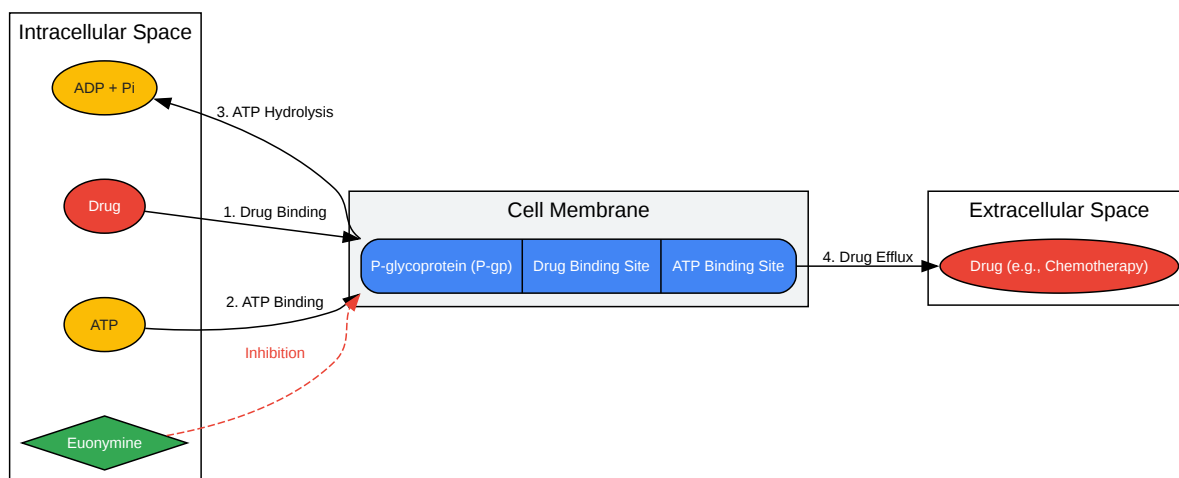 Intracellular Space
ADP + Pi
3. ATP Hydrolysis
Drug
1. Drug Binding
Cell Membrane
P-glycoprotein (P-gp)
Drug Binding Site
ATP Binding Site
4. Drug Efflux
Extracellular Space
Drug (e.g., Chemotherapy)
2. ATP Binding
ATP
Inhibition
Euonymine